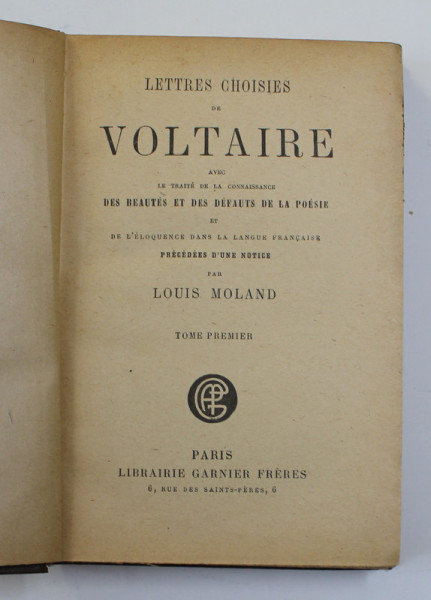 LETTRES CHOISIES
DE
VOLTAIRE
AVEC
LE TRAITÉ DE LA CONNAISSANCE
DES BEAUTÉS ET DES DÉFAUTS DE LA POÉSIE
ET
DE L'ÉLOQUENCE DANS LA LANGUE FRANÇAISE
PRÉCÉDÉES D'UNE NOTICE
PAR
LOUIS MOLAND
TOME PREMIER
PARIS
LIBRAIRIE GARNIER FRÈRES
6, RUE DES SAINTS-PÈRES, 6